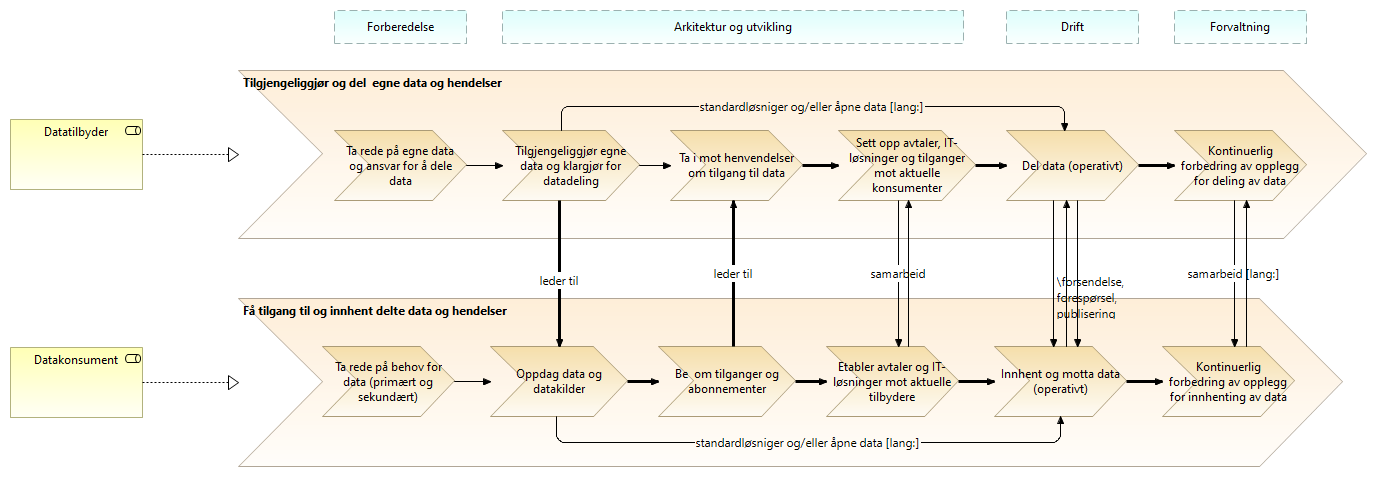 Forberedelse
Arkitektur og utvikling
Drift
Forvaltning
Tilgjengeliggjør og del  egne data og hendelser
Datatilbyder
standardløsniger og/eller åpne data [lang:]
Ta rede på egne data
og ansvar for å dele
data
Tilgjengeliggjør egne
data og klargjør for
datadeling
Ta i mot henvendelser
om tilgang til data
Sett opp avtaler, IT-
løsninger og tilganger
mot aktuelle
konsumenter
Del data (operativt)
Kontinuerlig
forbedring av opplegg
for deling av data
leder til
leder til
samarbeid
\forsendelse,
forespørsel,
publisering
samarbeid [lang:]
Få tilgang til og innhent delte data og hendelser
Datakonsument
Ta rede på behov for
data (primært og
sekundært)
Oppdag data og
datakilder
Be  om tilganger og
abonnementer
Etabler avtaler og IT-
løsninger mot aktuelle
tilbydere
Innhent og motta data
(operativt)
Kontinuerlig
forbedring av opplegg
for innhenting av data
standardløsniger og/eller åpne data [lang:]